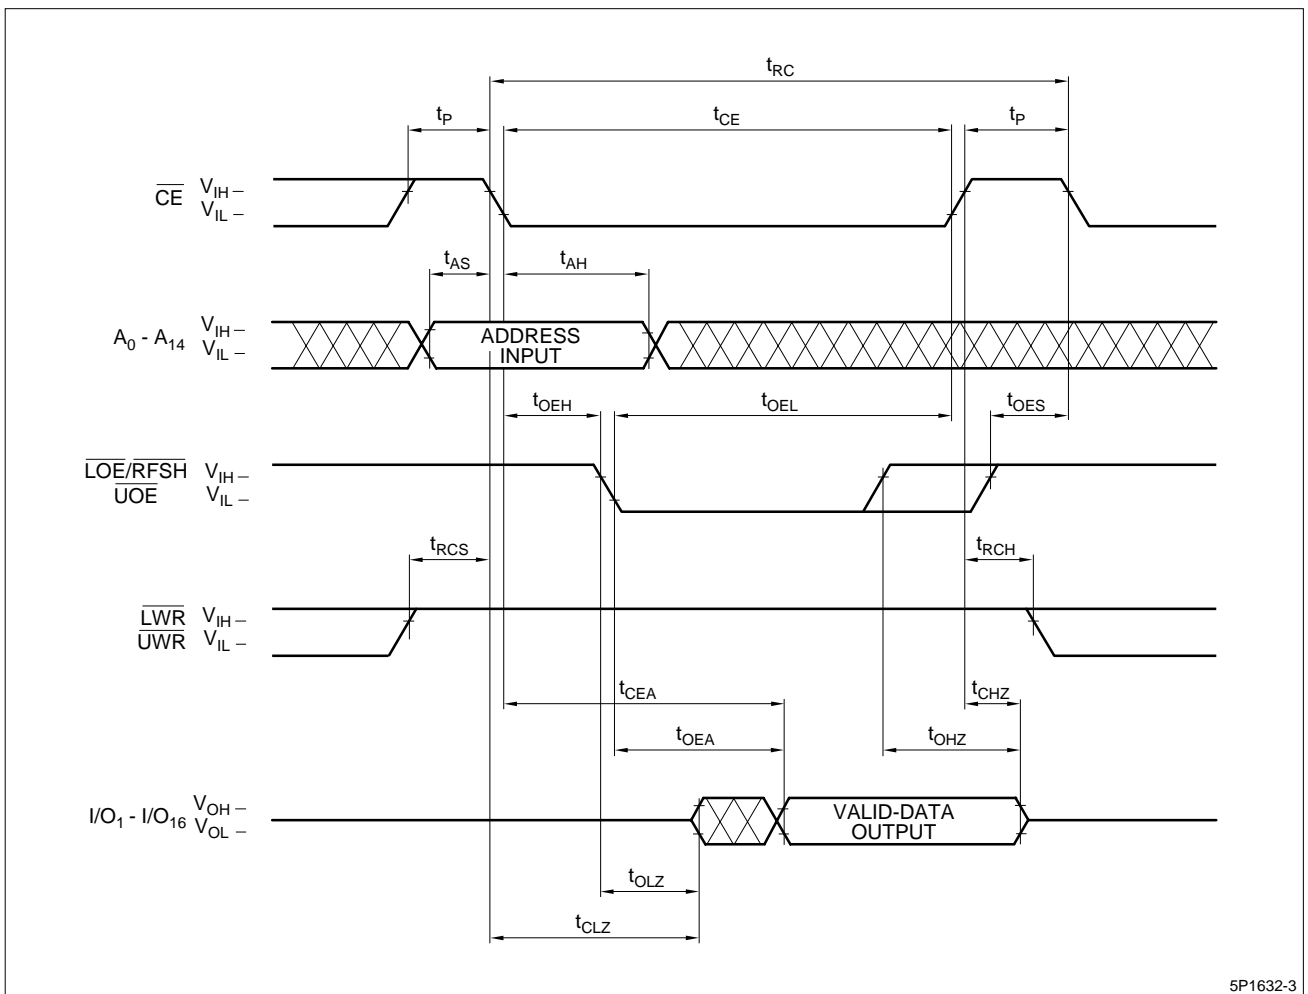 tRC
tP tCE tP
CE VIH –
VIL –
tAS tAH
A0 - A14 VIH –
VIL –
ADDRESS
INPUT
tOEH tOEL tOES
LOE/RFSH VIH –
UOE VIL –
tRCS tRCH
LWR VIH –
UWR VIL –
tCEA tCHZ
tOEA tOHZ
I/O1 - I/O16 VOH –
VOL –
VALID-DATA
OUTPUT
tOLZ
tCLZ
5P1632-3